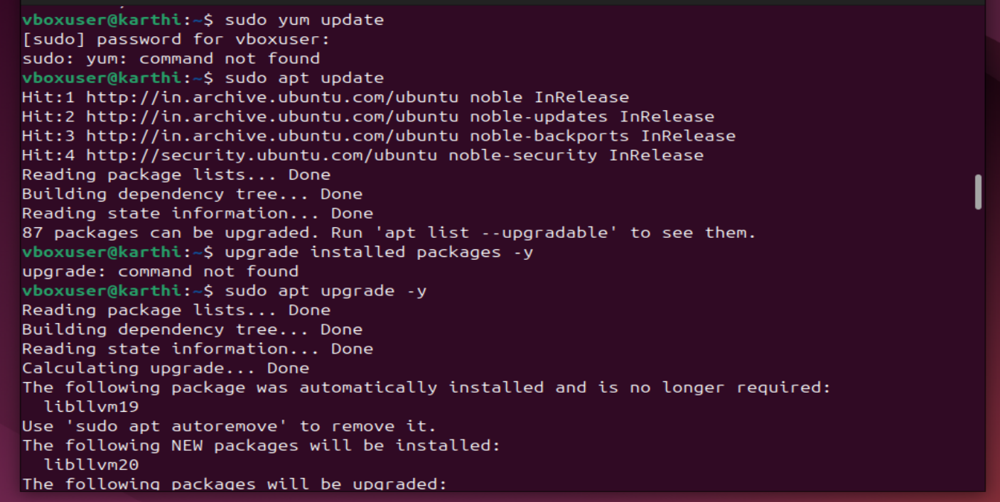 vboxuser@karthi:~$ sudo yum update
[sudo] password for vboxuser:
sudo: yum: command not found
vboxuser@karthi:~$ sudo apt update
Hit:1 http://in.archive.ubuntu.com/ubuntu noble InRelease
Hit:2 http://in.archive.ubuntu.com/ubuntu noble-updates InRelease
Hit:3 http://in.archive.ubuntu.com/ubuntu noble-backports InRelease
Hit:4 http://security.ubuntu.com/ubuntu noble-security InRelease
Reading package lists... Done
Building dependency tree... Done
Reading state information... Done
87 packages can be upgraded. Run 'apt list --upgradable' to see them.
vboxuser@karthi:~$ upgrade installed packages -y
upgrade: command not found
vboxuser@karthi:~$ sudo apt upgrade -y
Reading package lists... Done
Building dependency tree... Done
Reading state information... Done
Calculating upgrade... Done
The following package was automatically installed and is no longer required:
  libllvm19
Use 'sudo apt autoremove' to remove it.
The following NEW packages will be installed:
  libllvm20
The following packages will be upgraded: